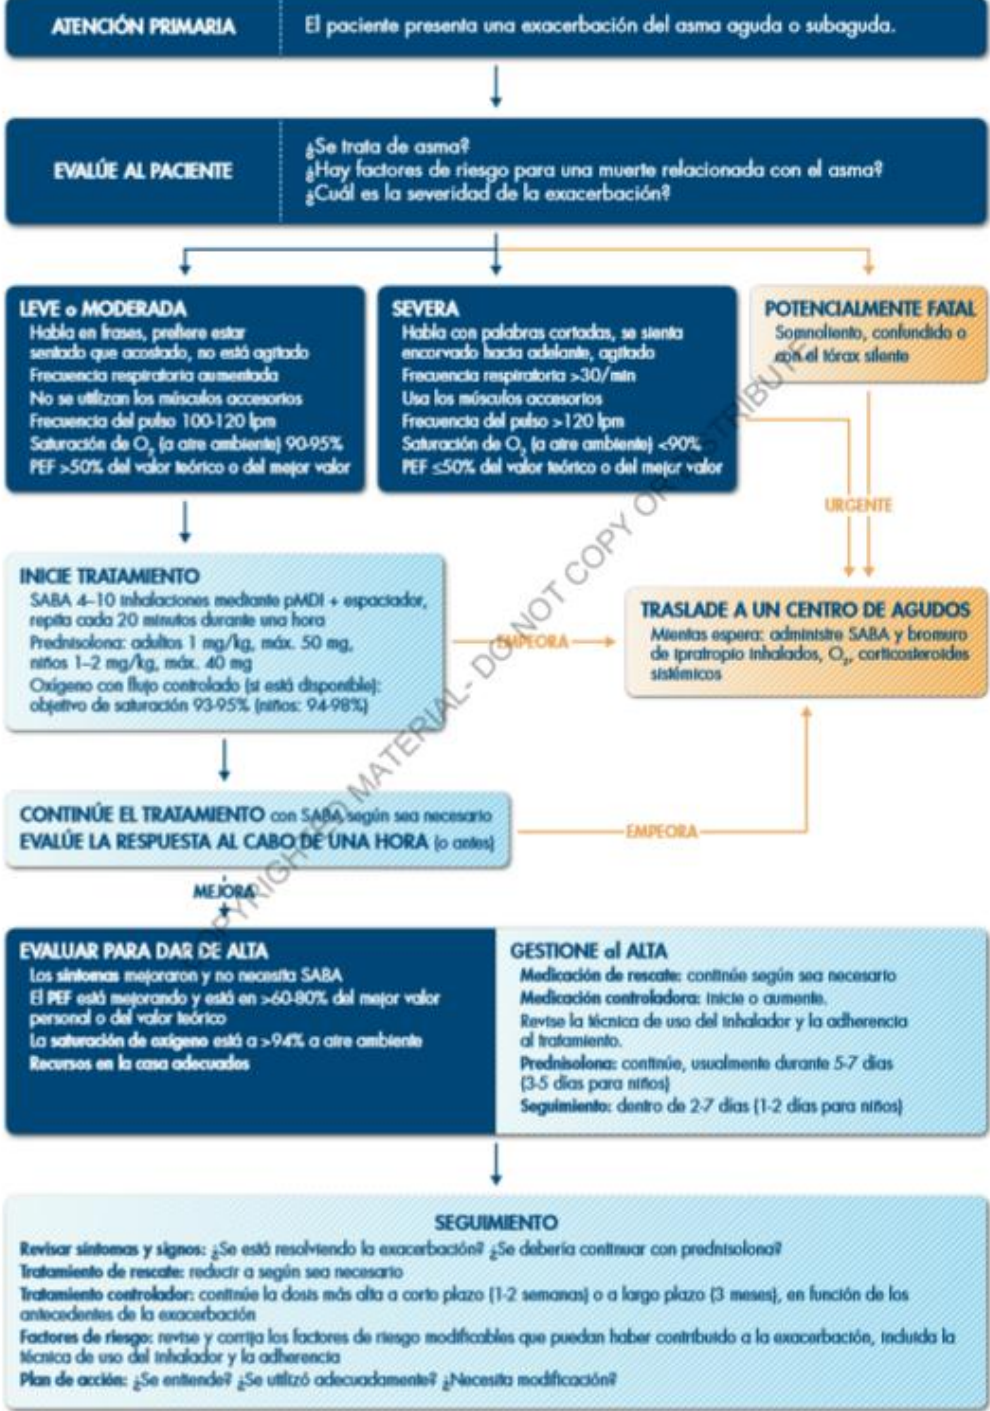 ATENCIÓN PRIMARIA
El paciente presenta una exacerbación del asma aguda o subaguda.
EVALÚE AL PACIENTE
¿Se trata de asma?
¿Hay factores de riesgo para una muerte relacionada con el asma?
¿Cuál es la severidad de la exacerbación?
LEVE o MODERADA
Habla en frases, prefiere estar
sentado que acostado, no está agitado
Frecuencia respiratoria aumentada
No se utilizan los músculos accesorios
Frecuencia del pulso 100-120 lpm
Saturación de O₂ (a aire ambiente) 90-95%
PEF >50% del valor teórico o del mejor valor
SEVERA
Habla con palabras cortadas, se sienta
encorvado hacia adelante, agitado
Frecuencia respiratoria >30/min
Usa los músculos accesorios
Frecuencia del pulso >120 lpm
Saturación de O₂ (a aire ambiente) <90%
PEF ≤50% del valor teórico o del mejor valor
POTENCIALMENTE FATAL
Somnoliento, confundido o
con el tórax silente
URGENTE
INICIE TRATAMIENTO
SABA 4–10 inhalaciones mediante pMDI + espaciador,
repita cada 20 minutos durante una hora
Prednisolona: adultos 1 mg/kg, máx. 50 mg,
niños 1–2 mg/kg, máx. 40 mg
Oxígeno con flujo controlado (si está disponible):
objetivo de saturación 93-95% (niños: 94-98%)
EMPEORA
TRASLADE A UN CENTRO DE AGUDOS
Mientas espera: administre SABA y bromuro
de ipratropio inhalados, O₂, corticosteroides
sistémicos
CONTINÚE EL TRATAMIENTO con SABA según sea necesario
EVALÚE LA RESPUESTA AL CABO DE UNA HORA (o antes)
EMPEORA
MEJORA
EVALUAR PARA DAR DE ALTA
Los síntomas mejoraron y no necesita SABA
El PEF está mejorando y está en >60-80% del mejor valor
personal o del valor teórico
La saturación de oxígeno está a >94% a aire ambiente
Recursos en la casa adecuados
GESTIONE al ALTA
Medicación de rescate: continúe según sea necesario
Medicación controladora: inicie o aumente.
Revise la técnica de uso del inhalador y la adherencia
al tratamiento.
Prednisolona: continúe, usualmente durante 5-7 días
(3-5 días para niños)
Seguimiento: dentro de 2-7 días (1-2 días para niños)
SEGUIMIENTO
Revisar síntomas y signos: ¿Se está resolviendo la exacerbación? ¿Se debería continuar con prednisolona?
Tratamiento de rescate: reducir a según sea necesario
Tratamiento controlador: continúe la dosis más alta a corto plazo (1-2 semanas) o a largo plazo (3 meses), en función de los
antecedentes de la exacerbación
Factores de riesgo: revise y corrija los factores de riesgo modificables que puedan haber contribuido a la exacerbación, incluida la
técnica de uso del inhalador y la adherencia
Plan de acción: ¿Se entiende? ¿Se utilizó adecuadamente? ¿Necesita modificación?
COPYRIGHTED MATERIAL- DO NOT COPY OR DISTRIBUTE